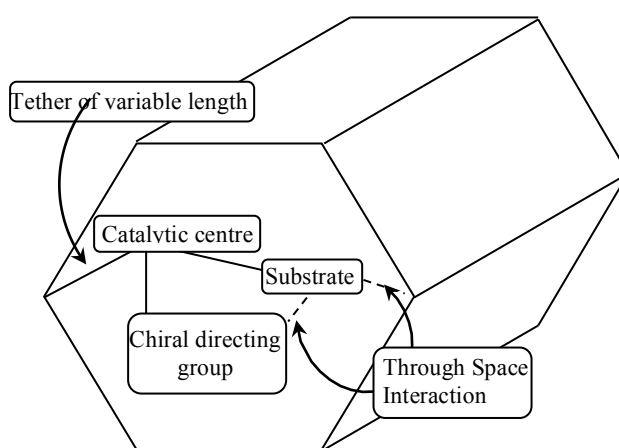 Tether of variable length
Catalytic centre
Substrate
Chiral directing
group
Through Space
Interaction